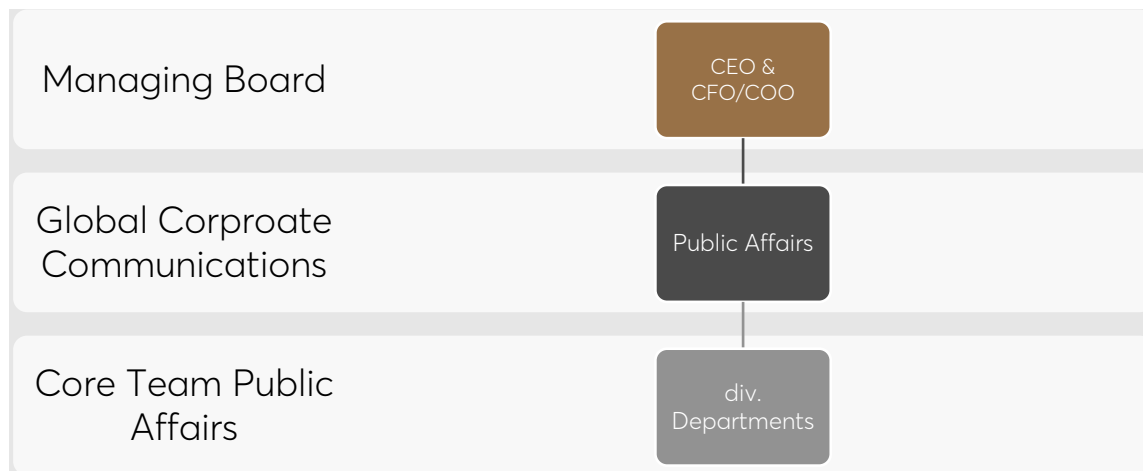 Managing Board
CEO &
CFO/COO
Global Corproate
Communications
Public Affairs
Core Team Public
Affairs
div.
Departments